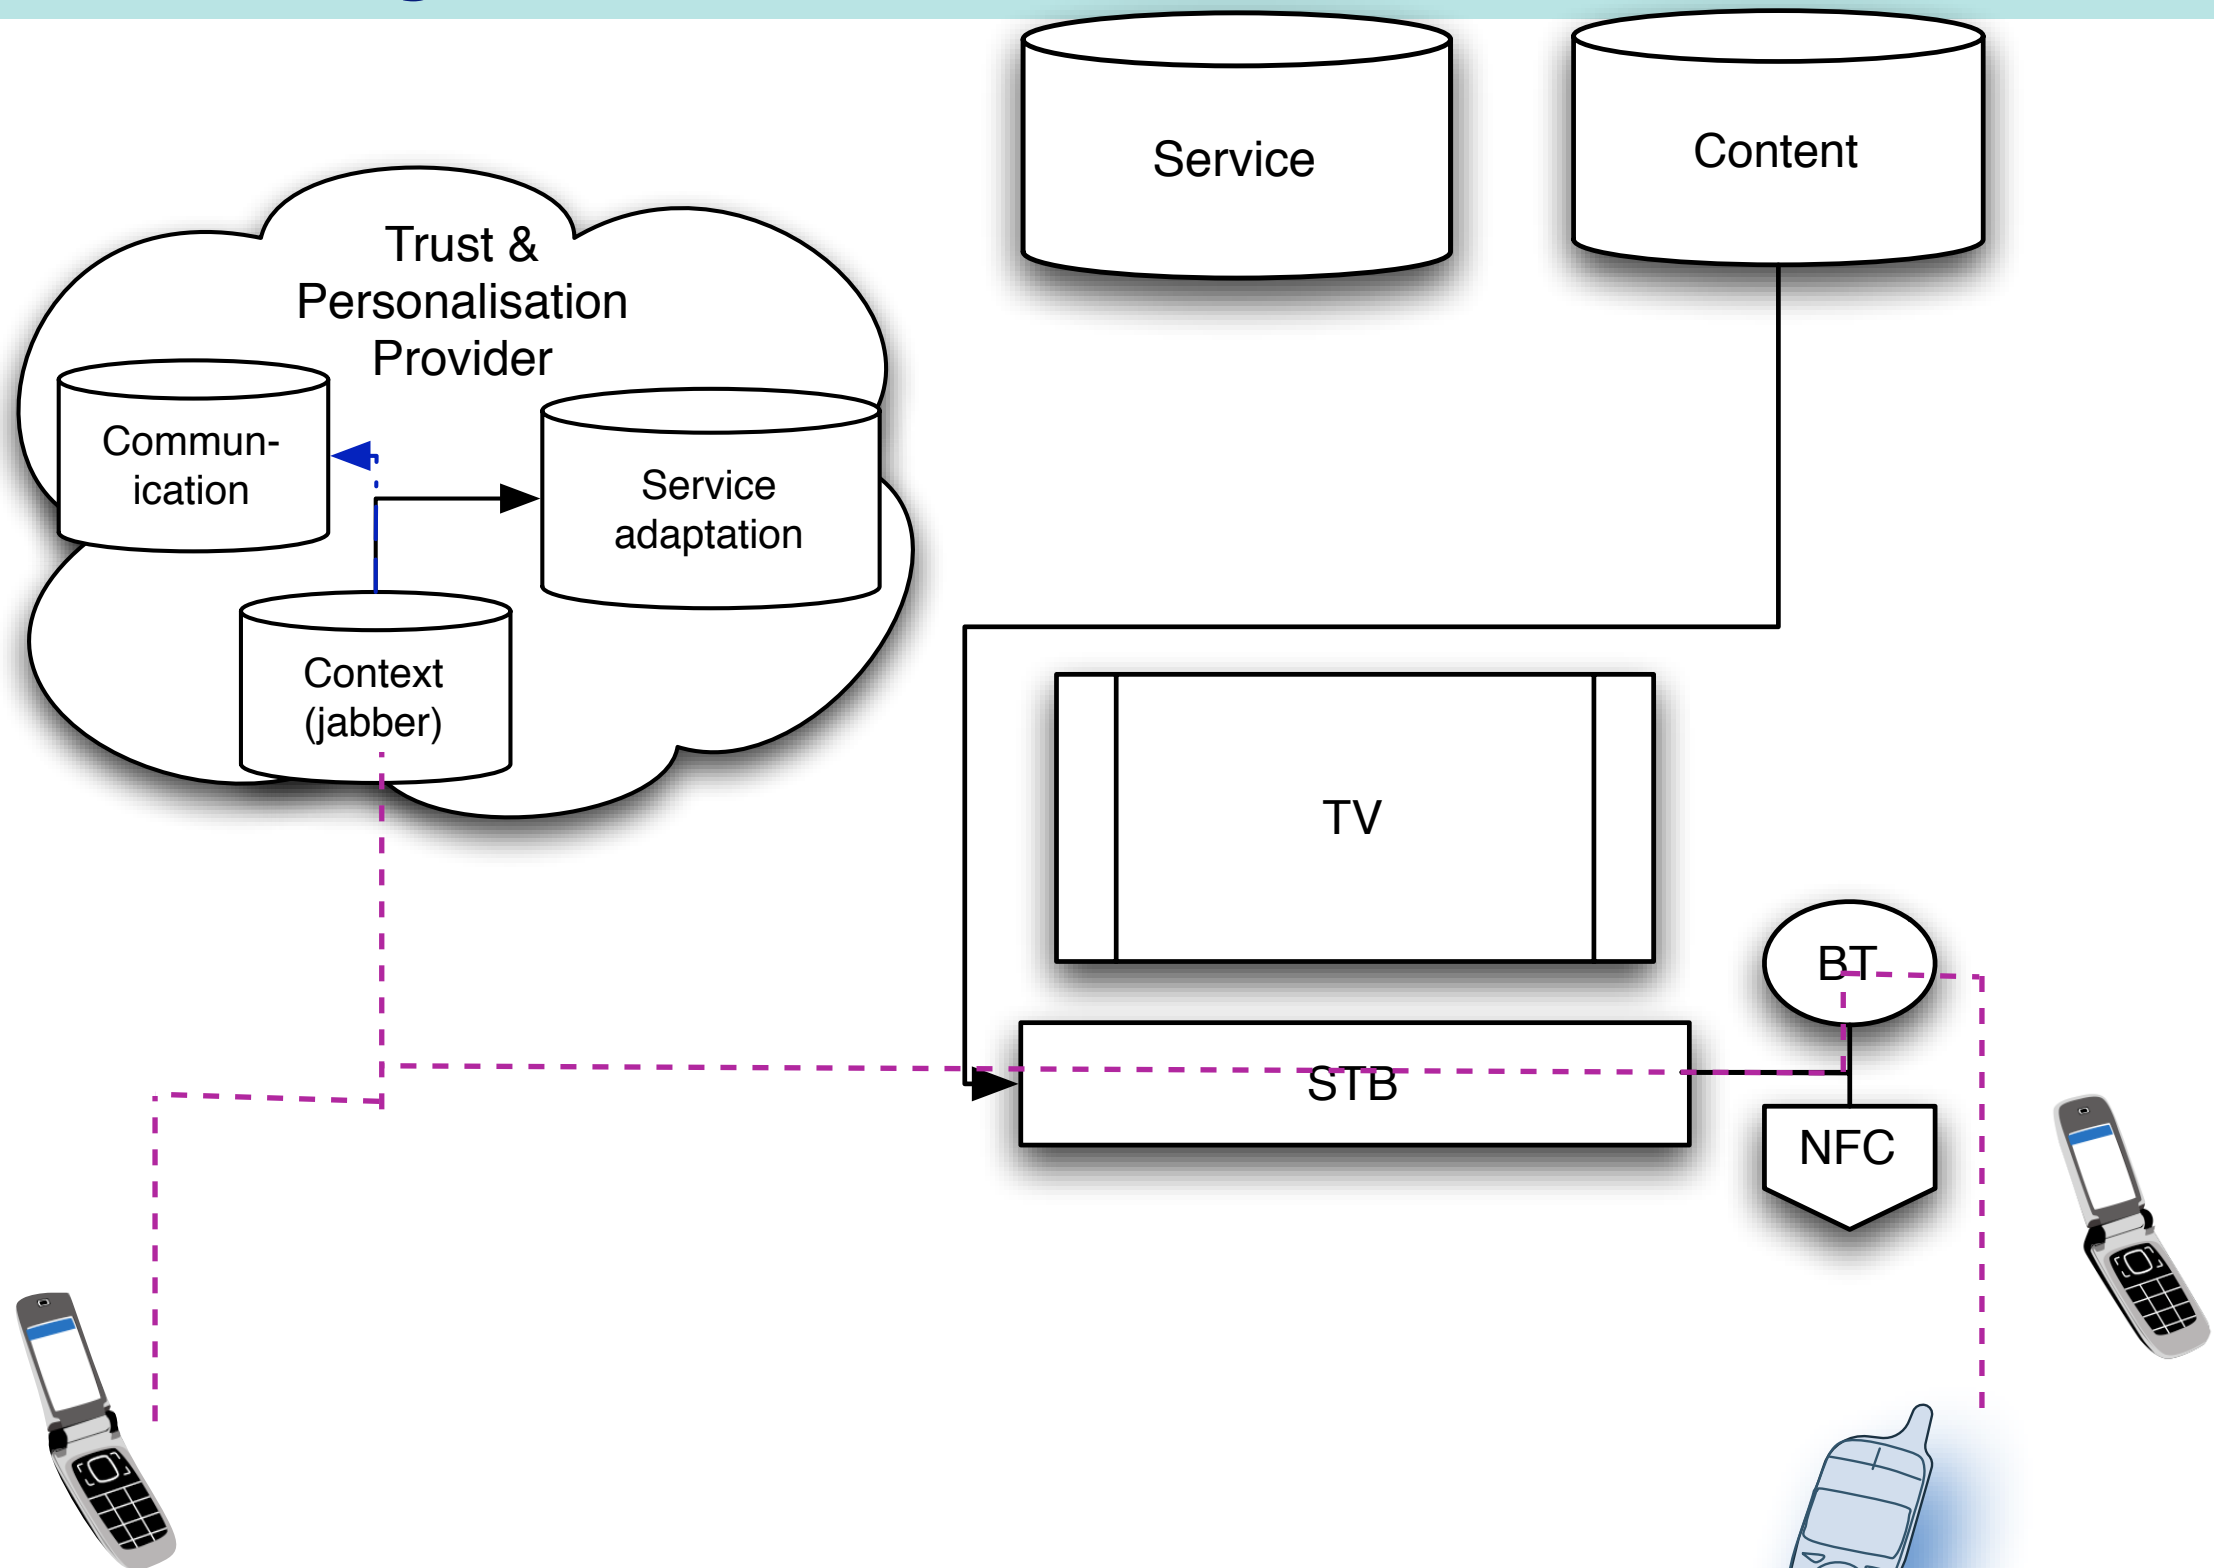 Service
Content
Trust &
Personalisation
Provider
Commun-
ication
Service
adaptation
Context
(jabber)
TV
BT
STB
NFC